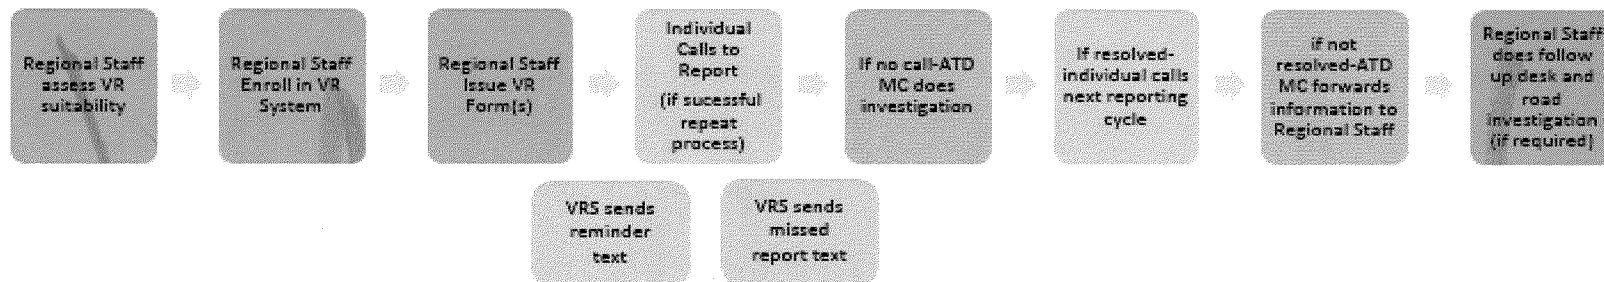 Regional Staff
assess VR
suitability
Regional Staff
Enroll in VR
System
Regional Staff
Issue VR
Form(s)
Individual
Calls to
Report
(if sucessful
repeat
process)
If no call-ATD
MC does
investigation
If resolved-
individual calls
next reporting
cycle
if not
resolved-ATD
MC forwards
information to
Regional Staff
Regional Staff
does follow
up desk and
road
investigation
(if required)
VRS sends
reminder
text
VRS sends
missed
report text